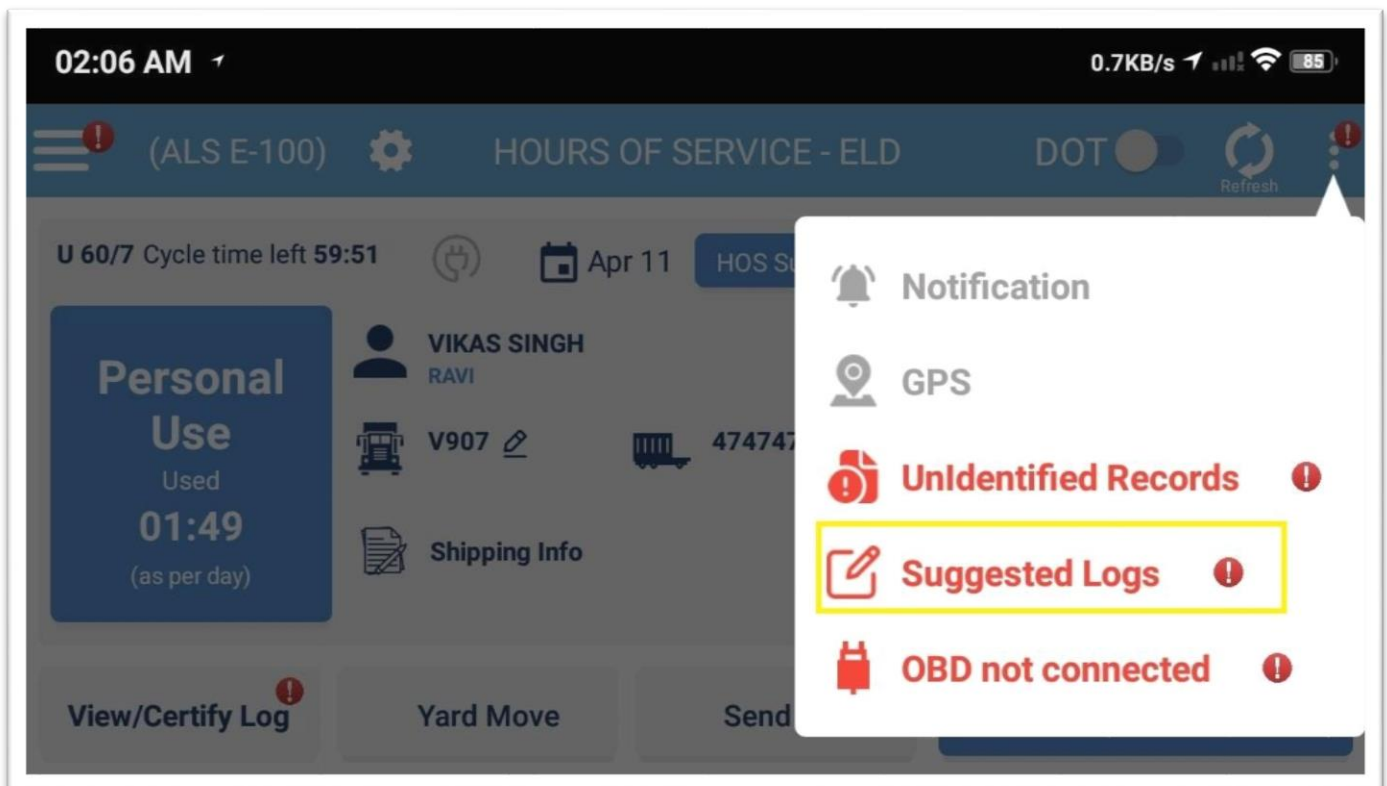 02:06 AM 0.7KB/s 85
(ALS E-100) HOURS OF SERVICE - ELD DOT Refresh
U 60/7 Cycle time left 59:51 Apr 11 HOS
Personal
Use
Used
01:49
(as per day)
VIKAS SINGH
RAVI
V907 474747
Shipping Info
View/Certify Log Yard Move Send
Notification
GPS
UnIdentified Records
Suggested Logs
OBD not connected